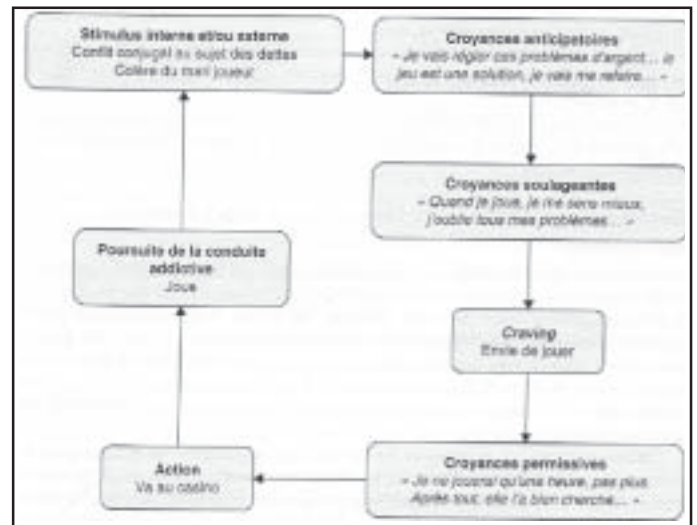 Stimulus interne et/ou externe
Conflit conjugal au sujet des dettes
Colère du mari joueur
Croyances anticipatoires
« Je vais régler ces problèmes d'argent… le
jeu est une solution, je vais me refaire… »
Croyances soulageantes
« Quand je joue, je me sens mieux,
j'oublie tous mes problèmes… »
Craving
Envie de jouer
Croyances permissives
« Je ne jouerai qu'une heure, pas plus.
Après tout, elle l'a bien cherché… »
Action
Va au casino
Poursuite de la conduite
addictive
Joue